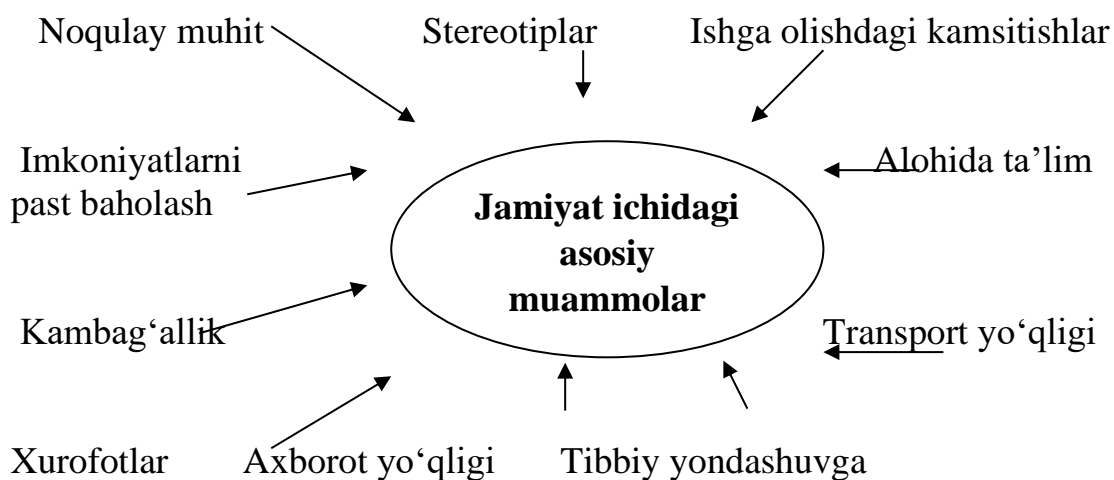 Noqulay muhit Stereotiplar Ishga olishdagi kamsitishlar
Imkoniyatlarni Alohida ta’lim
past baholash
Jamiyat ichidagi
asosiy
muammolar
Kambag‘allik Transport yo‘qligi
Xurofotlar Axborot yo‘qligi Tibbiy yondashuvga